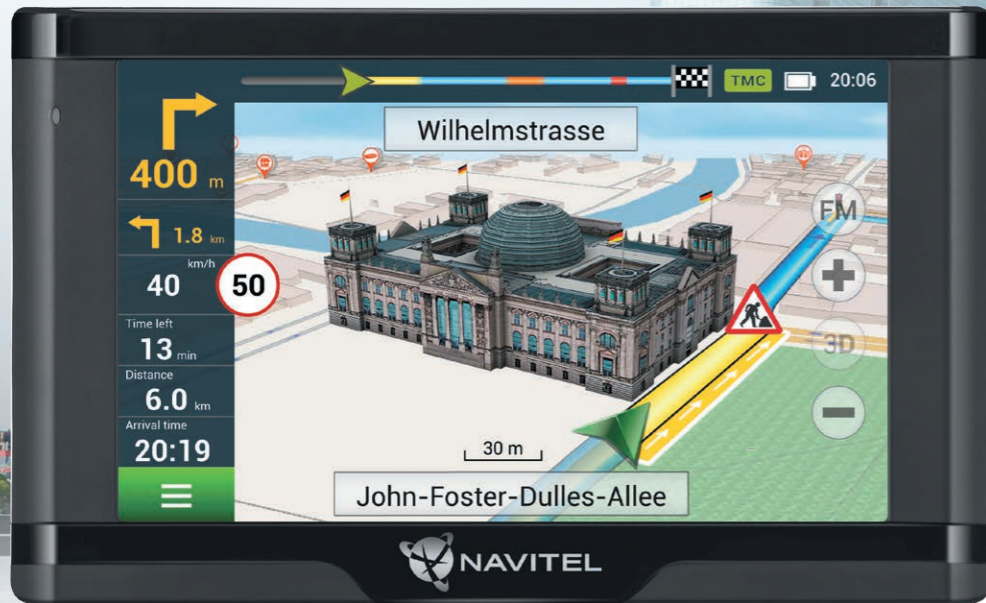 TMC 20:06
Wilhelmstrasse
400 m
1.8 km
km/h
40
50
Time left
13 min
Distance
6.0 km
Arrival time
20:19
FM
3D
30 m
John-Foster-Dulles-Allee
NAVITEL